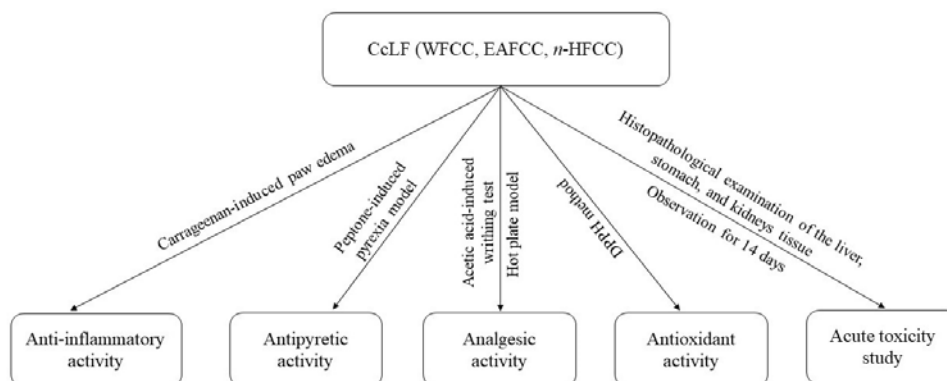 CcLF (WFCC, EAFCC, n-HFCC)
Carrageenan-induced paw edema
Peptone-induced
pyrexia model
Acetic acid-induced
writhing test
Hot plate model
DPPH method
Histopathological examination of the liver,
stomach, and kidneys tissue
Observation for 14 days
Anti-inflammatory
activity
Antipyretic
activity
Analgesic
activity
Antioxidant
activity
Acute toxicity
study